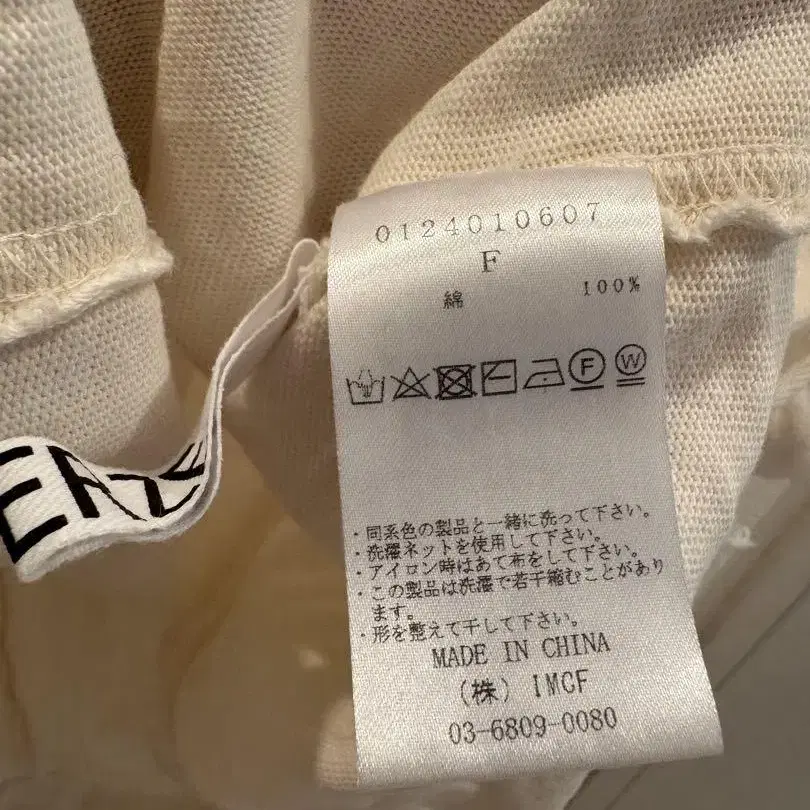 0124010607
F
綿 100%
F W
・同系色の製品と一緒に洗って下さい。
・洗濯ネットを使用して下さい。
・アイロン時はあて布をして下さい。
・この製品は洗濯で若干縮むことがあり
ます。
・形を整えて干して下さい。
MADE IN CHINA
(株) IMCF
03-6809-0080